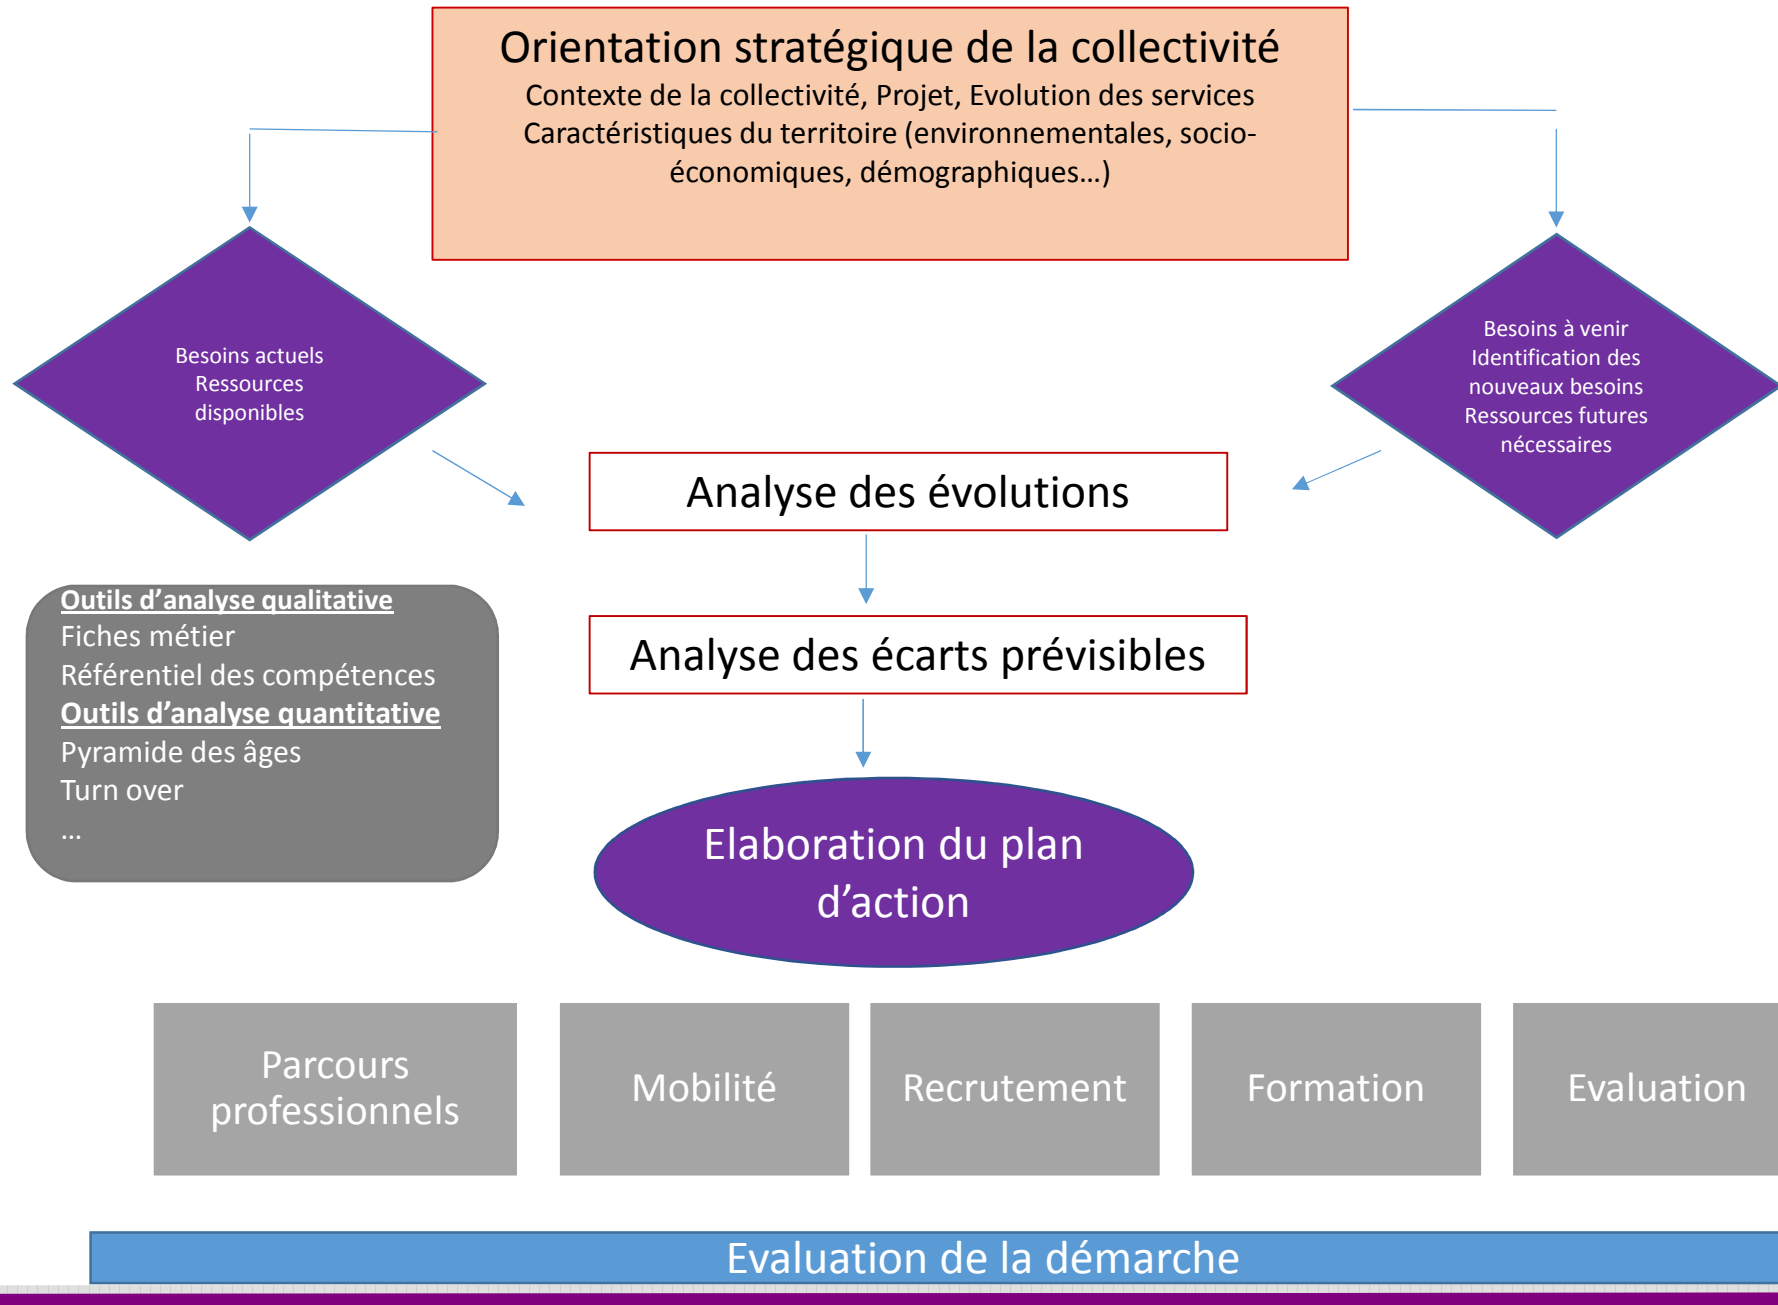 Orientation stratégique de la collectivité
Contexte de la collectivité, Projet, Evolution des services
Caractéristiques du territoire (environnementales, socio-
économiques, démographiques…)
Besoins actuels
Ressources
disponibles
Besoins à venir
Identification des
nouveaux besoins
Ressources futures
nécessaires
Analyse des évolutions
Analyse des écarts prévisibles
Outils d’analyse qualitative
Fiches métier
Référentiel des compétences
Outils d’analyse quantitative
Pyramide des âges
Turn over
…
Elaboration du plan
d’action
Parcours
professionnels
Mobilité
Recrutement
Formation
Evaluation
Evaluation de la démarche